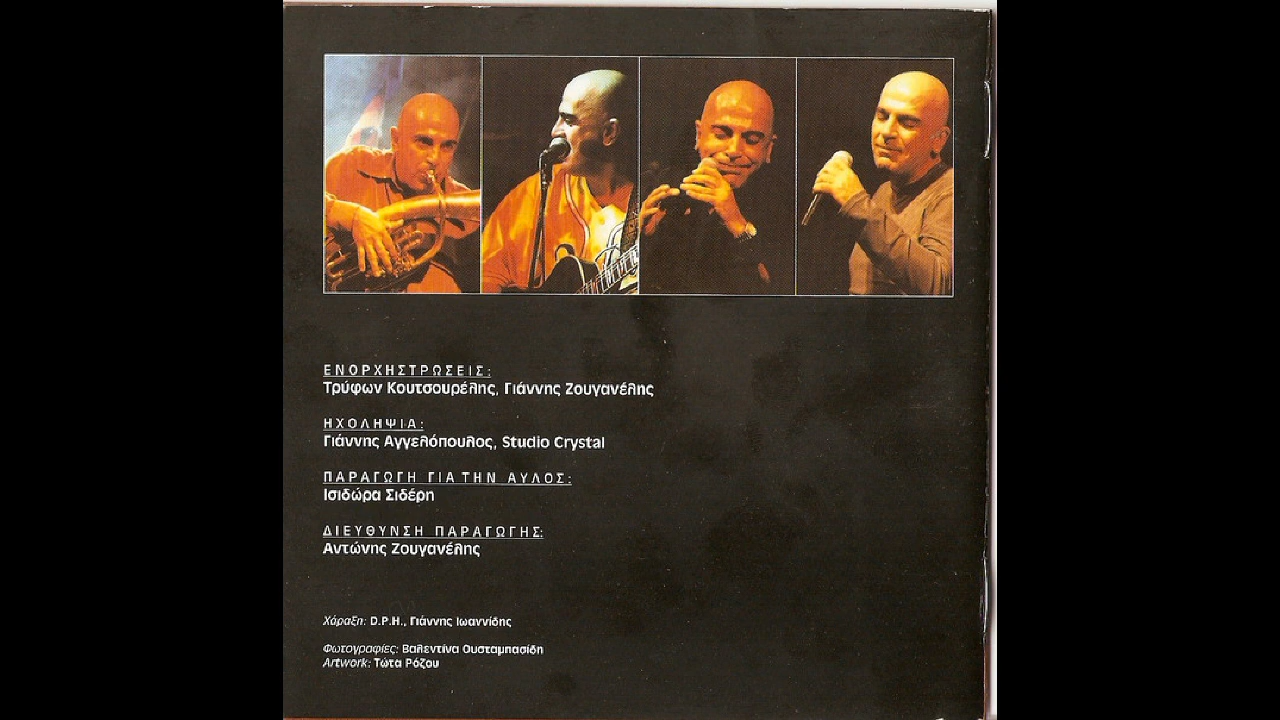 ΕΝΟΡΧΗΣΤΡΩΣΕΙΣ:
Τρύφων Κουτσουρέλης, Γιάννης Ζουγανέλης
ΗΧΟΛΗΨΙΑ:
Γιάννης Αγγελόπουλος, Studio Crystal
ΠΑΡΑΓΩΓΗ ΓΙΑ ΤΗΝ ΑΥΛΟΣ:
Ισιδώρα Σιδέρη
ΔΙΕΥΘΥΝΣΗ ΠΑΡΑΓΩΓΗΣ:
Αντώνης Ζουγανέλης
Χάραξη: D.P.H., Γιάννης Ιωαννίδης
Φωτογραφίες: Βαλεντίνα Ουσταμπασίδη
Artwork: Τώτα Ρόζου